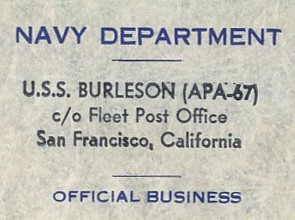 NAVY DEPARTMENT
U.S.S. BURLESON (APA-67)
c/o Fleet Post Office
San Francisco, California
OFFICIAL BUSINESS